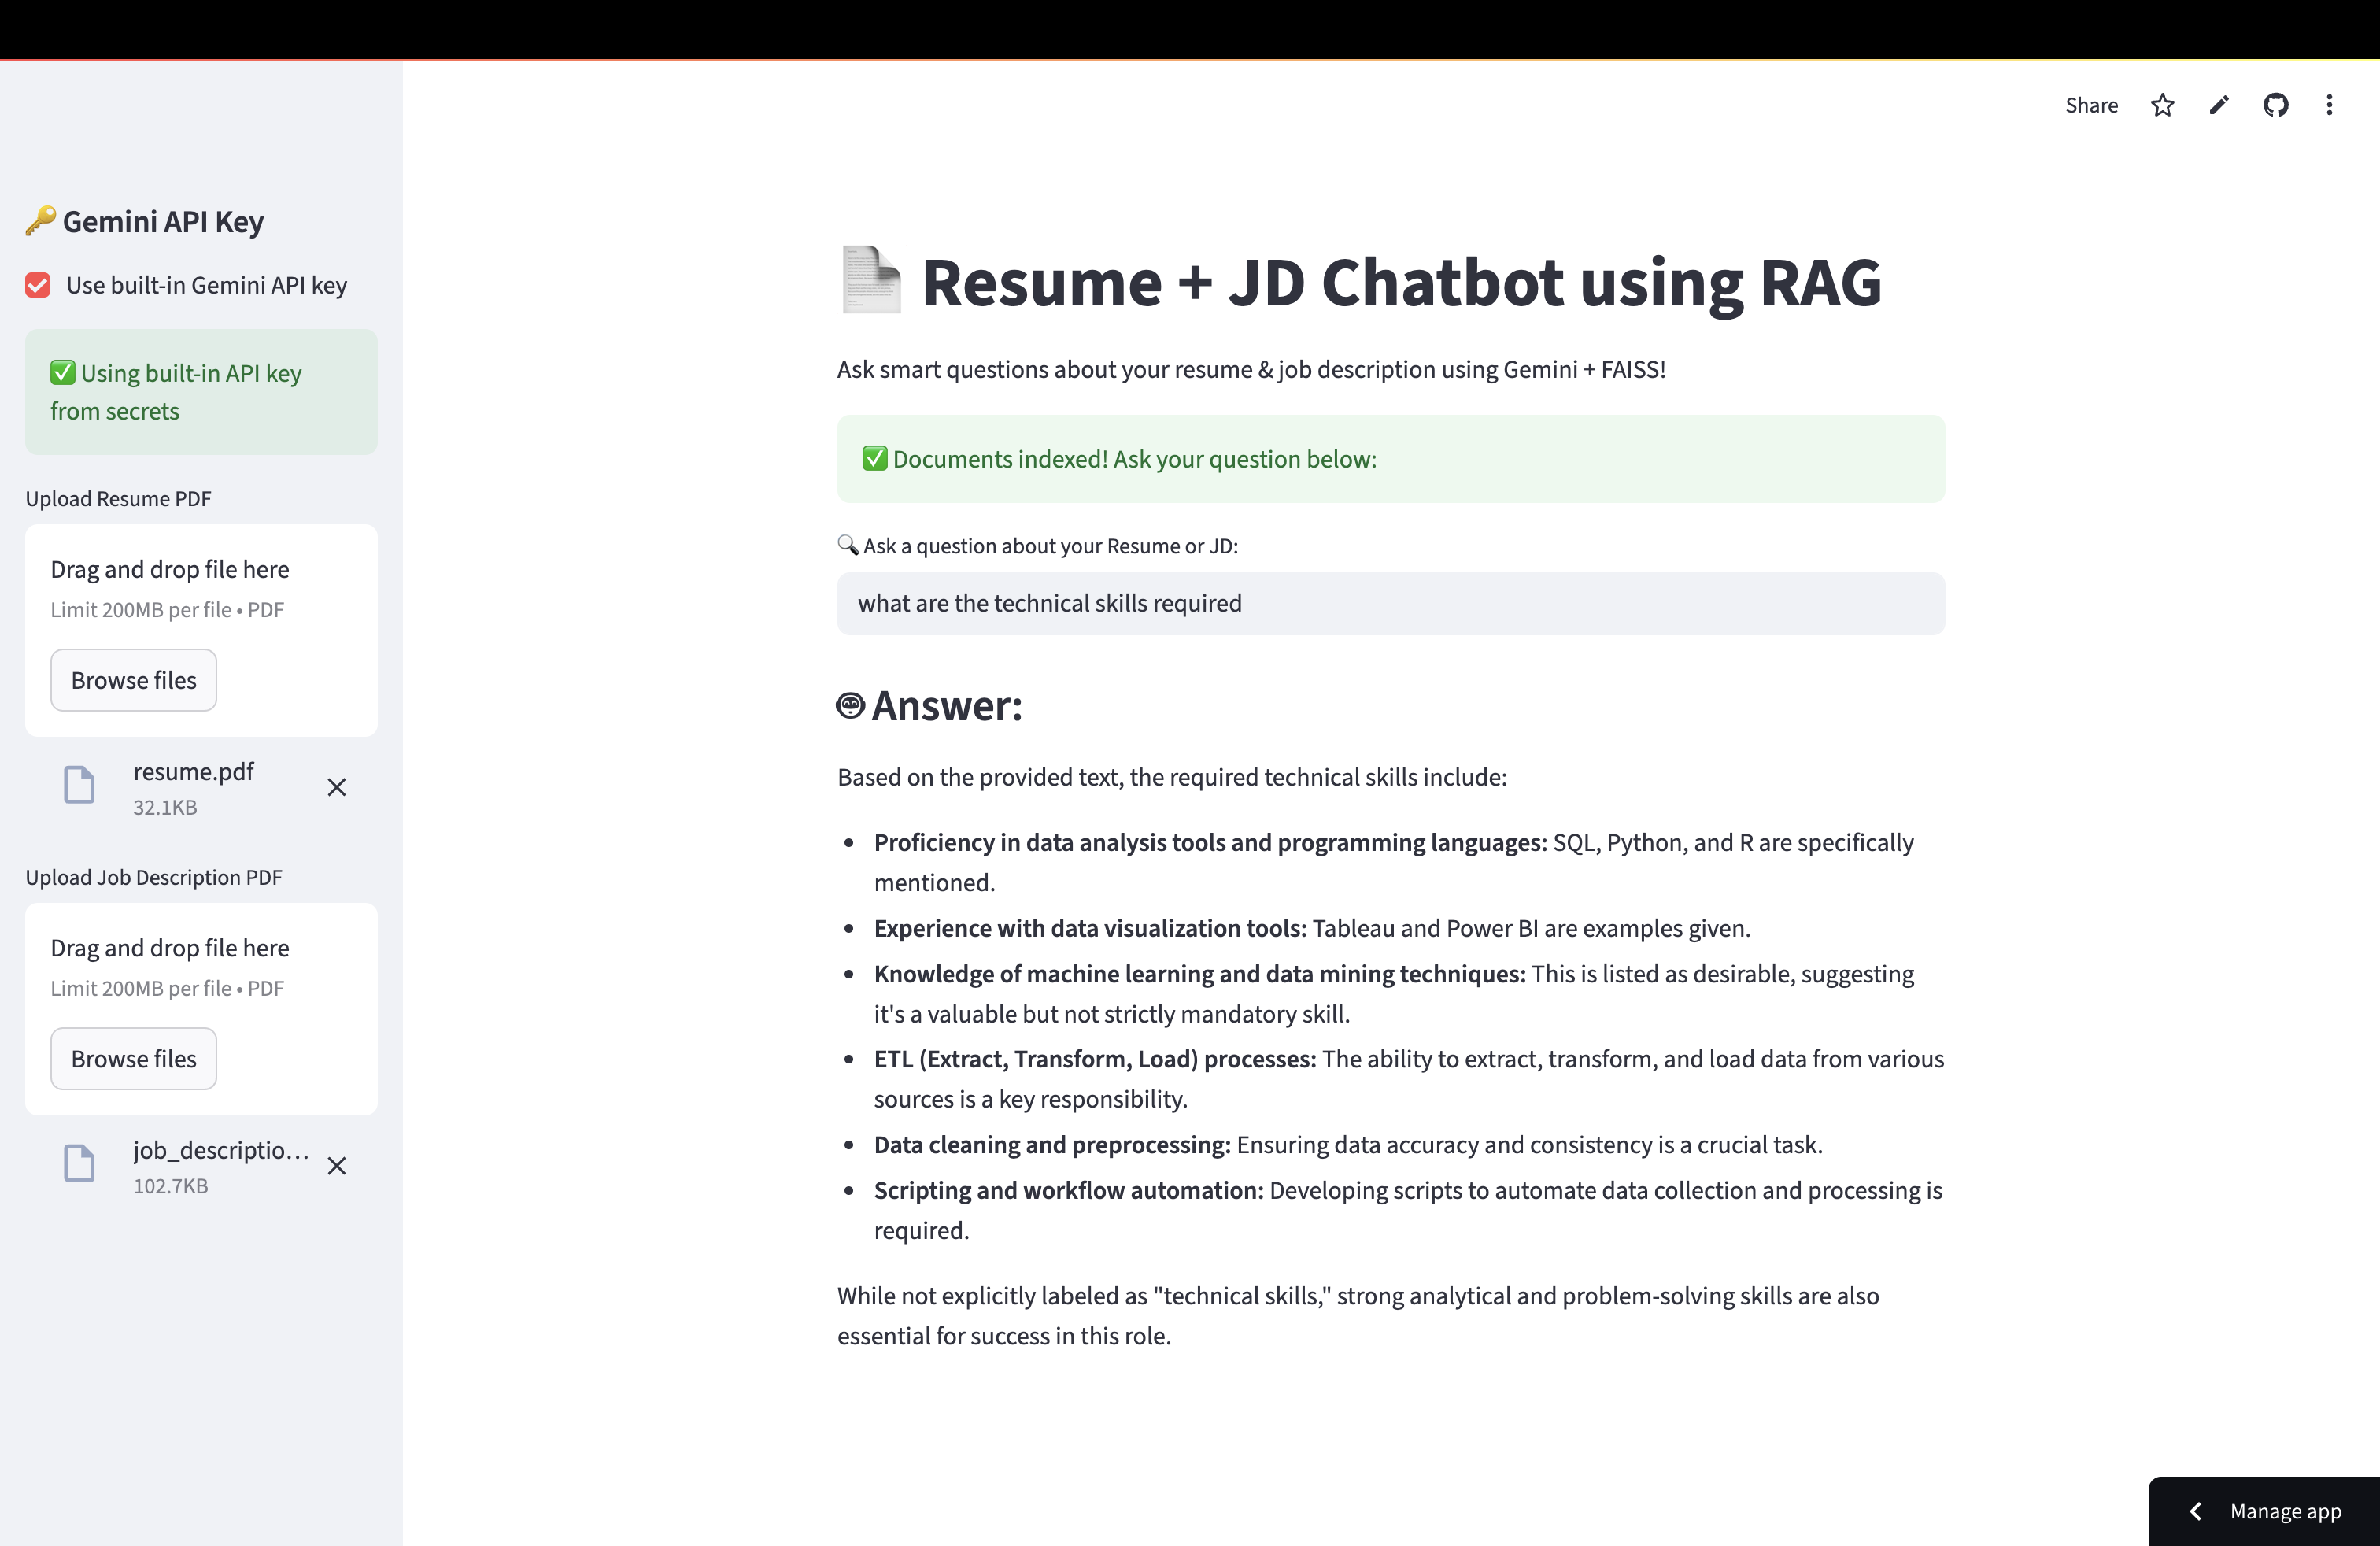 Share
🔑 Gemini API Key
Use built-in Gemini API key
✅ Using built-in API key
from secrets
Upload Resume PDF
Drag and drop file here
Limit 200MB per file • PDF
Browse files
resume.pdf
32.1KB
Upload Job Description PDF
Drag and drop file here
Limit 200MB per file • PDF
Browse files
job_descriptio...
102.7KB
📄 Resume + JD Chatbot using RAG
Ask smart questions about your resume & job description using Gemini + FAISS!
✅ Documents indexed! Ask your question below:
🔍 Ask a question about your Resume or JD:
what are the technical skills required
Answer:
Based on the provided text, the required technical skills include:
• Proficiency in data analysis tools and programming languages: SQL, Python, and R are specifically
mentioned.
• Experience with data visualization tools: Tableau and Power BI are examples given.
• Knowledge of machine learning and data mining techniques: This is listed as desirable, suggesting
it's a valuable but not strictly mandatory skill.
• ETL (Extract, Transform, Load) processes: The ability to extract, transform, and load data from various
sources is a key responsibility.
• Data cleaning and preprocessing: Ensuring data accuracy and consistency is a crucial task.
• Scripting and workflow automation: Developing scripts to automate data collection and processing is
required.
While not explicitly labeled as "technical skills," strong analytical and problem-solving skills are also
essential for success in this role.
Manage app